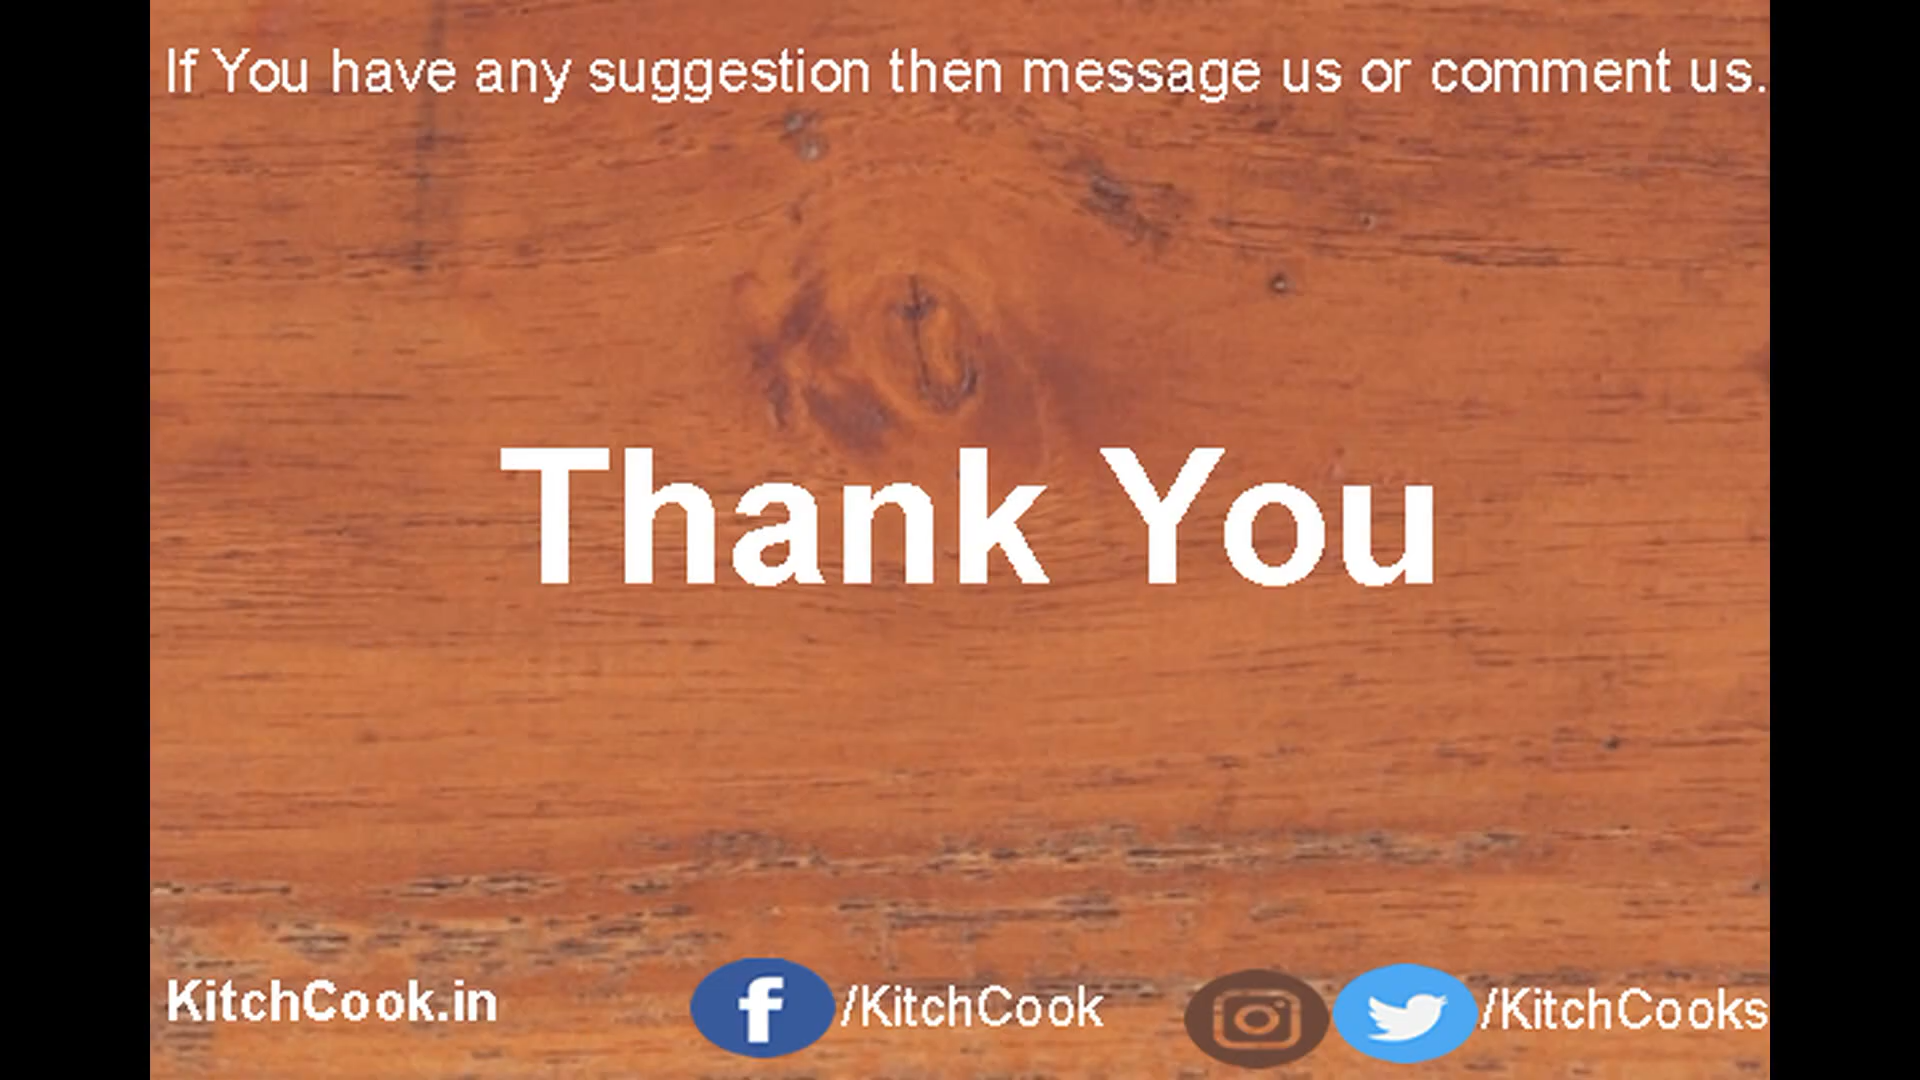 If You have any suggestion then message us or comment us.
Thank You
KitchCook.in
f /KitchCook
/KitchCooks